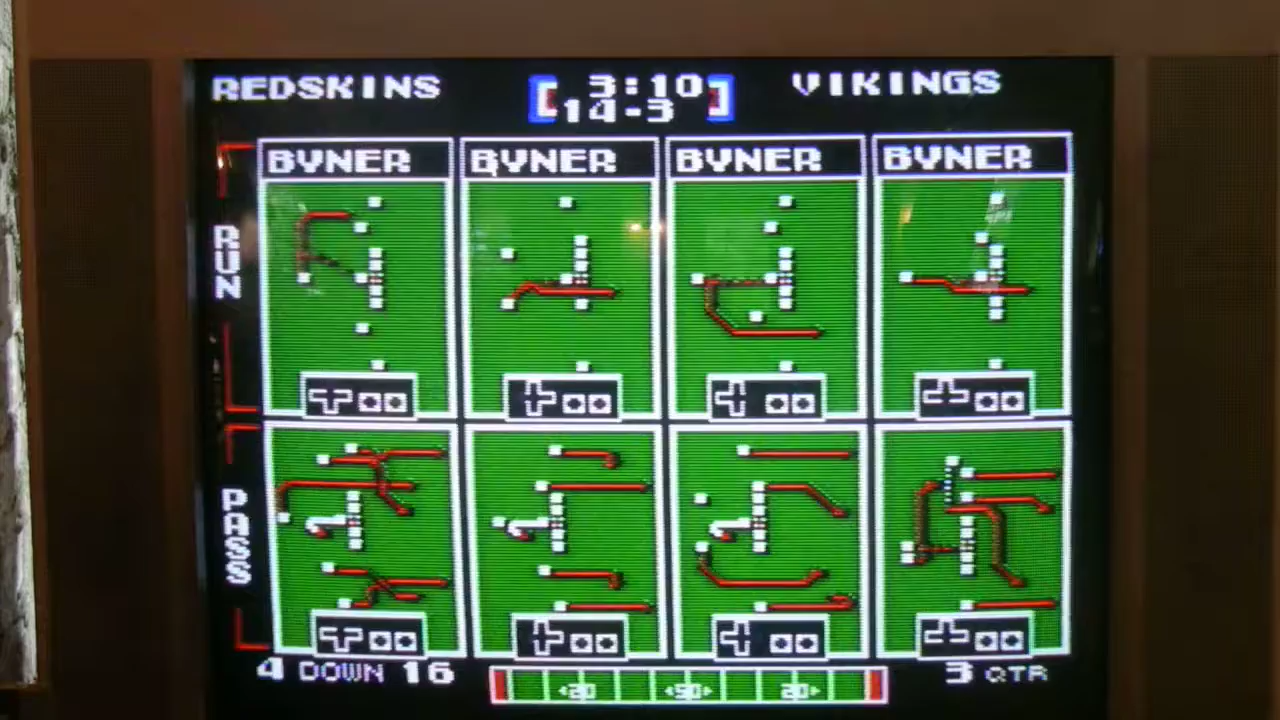 REDSKINS 3:10 VIKINGS
14-3
BYNER BYNER BYNER BYNER
RUN
PASS
4 DOWN 16 3 QTR
20 50 20